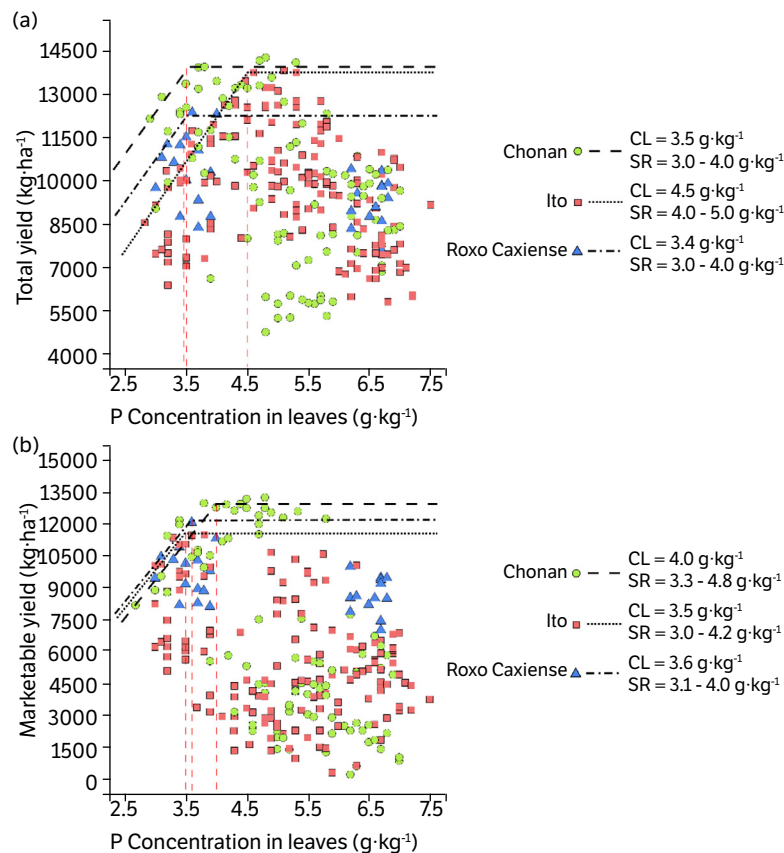 (a)
Total yield (kg·ha⁻¹)
14500
13000
11500
10000
8500
7000
5500
4000
2.5 3.5 4.5 5.5 6.5 7.5
P Concentration in leaves (g·kg⁻¹)
Chonan
CL = 3.5 g·kg⁻¹
SR = 3.0 - 4.0 g·kg⁻¹
Ito
CL = 4.5 g·kg⁻¹
SR = 4.0 - 5.0 g·kg⁻¹
Roxo Caxiense
CL = 3.4 g·kg⁻¹
SR = 3.0 - 4.0 g·kg⁻¹
(b)
Marketable yield (kg·ha⁻¹)
15000
13500
12000
10500
9000
7500
6000
4500
3000
1500
0
2.5 3.5 4.5 5.5 6.5 7.5
P Concentration in leaves (g·kg⁻¹)
Chonan
CL = 4.0 g·kg⁻¹
SR = 3.3 - 4.8 g·kg⁻¹
Ito
CL = 3.5 g·kg⁻¹
SR = 3.0 - 4.2 g·kg⁻¹
Roxo Caxiense
CL = 3.6 g·kg⁻¹
SR = 3.1 - 4.0 g·kg⁻¹